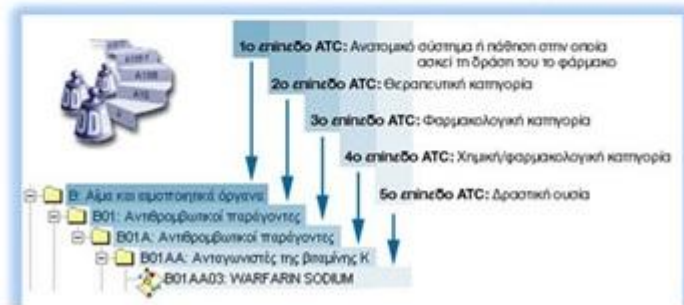 1ο επίπεδο ATC: Ανατομικό σύστημα ή πάθηση στην οποία
ασκεί τη δράση του το φάρμακο
2ο επίπεδο ATC: Θεραπευτική κατηγορία
3ο επίπεδο ATC: Φαρμακολογική κατηγορία
4ο επίπεδο ATC: Χημική/φαρμακολογική κατηγορία
5ο επίπεδο ATC: Δραστική ουσία
B: Αίμα και αιμοποιητικά όργανα
B01: Αντιθρομβωτικοί παράγοντες
B01A: Αντιθρομβωτικοί παράγοντες
B01AA: Ανταγωνιστές της βιταμίνης Κ
B01AA03: WARFARIN SODIUM